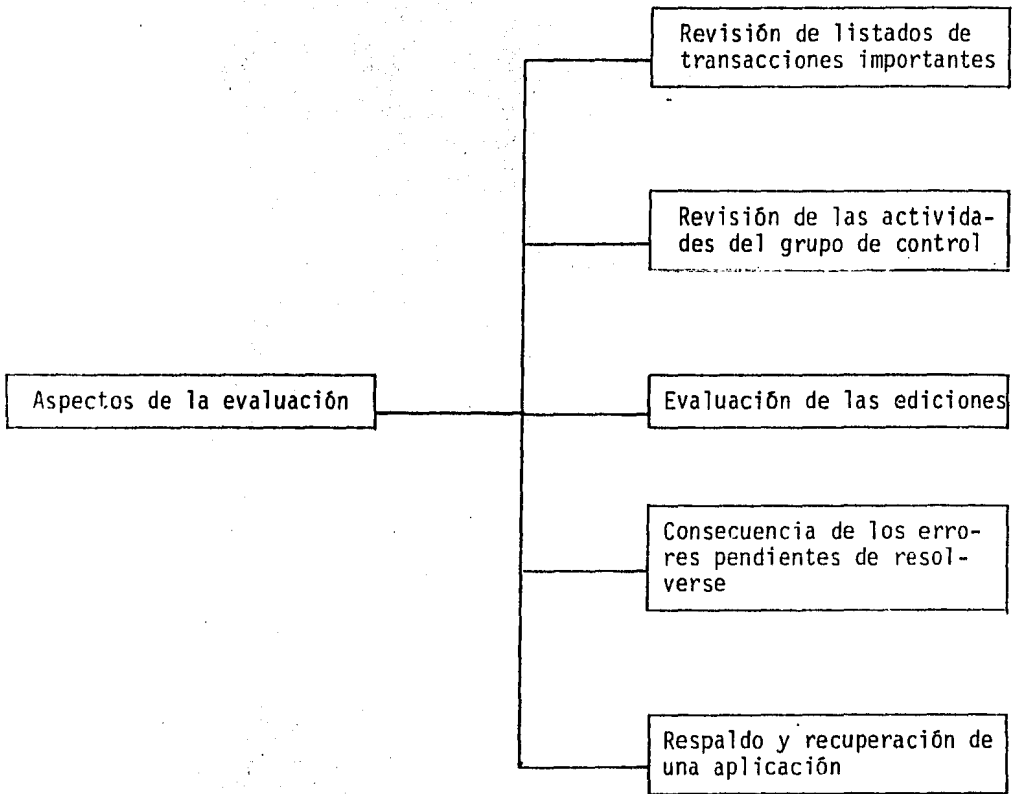 Revisión de listados de
transacciones importantes
Revisión de las activida-
des del grupo de control
Aspectos de la evaluación
Evaluación de las ediciones
Consecuencia de los erro-
res pendientes de resol-
verse
Respaldo y recuperación de
una aplicación